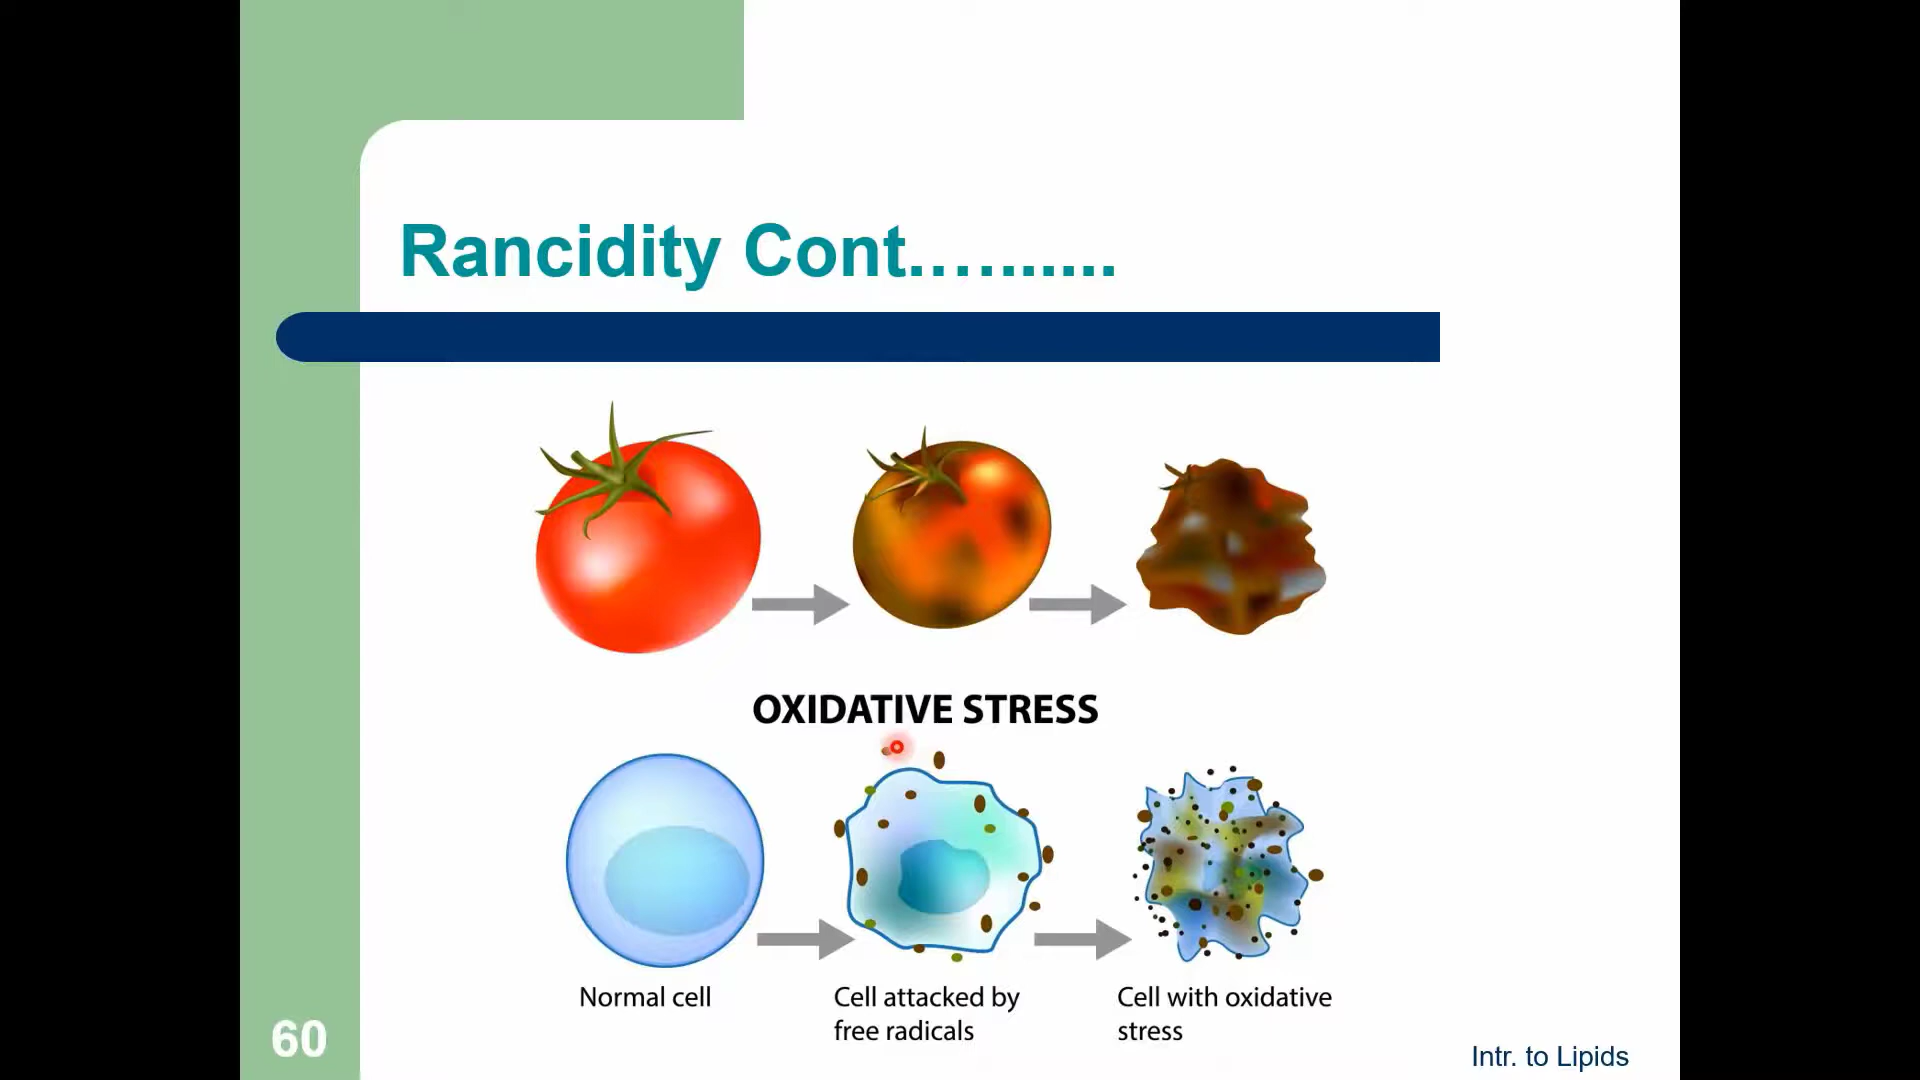 Rancidity Cont.….......
OXIDATIVE STRESS
Normal cell
Cell attacked by
free radicals
Cell with oxidative
stress
60
Intr. to Lipids